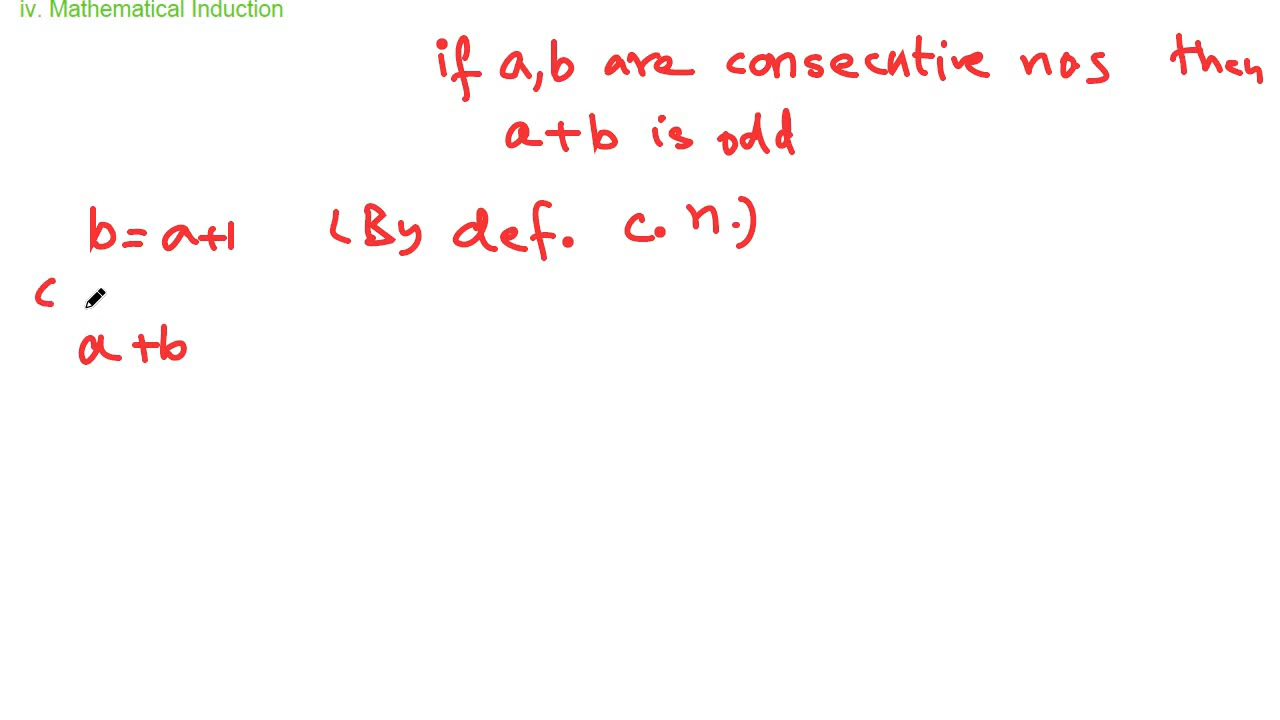 iv. Mathematical Induction
if a,b are consecutive nos then
a+b is odd
b=a+1 (By def. c.n.)
c
a+b